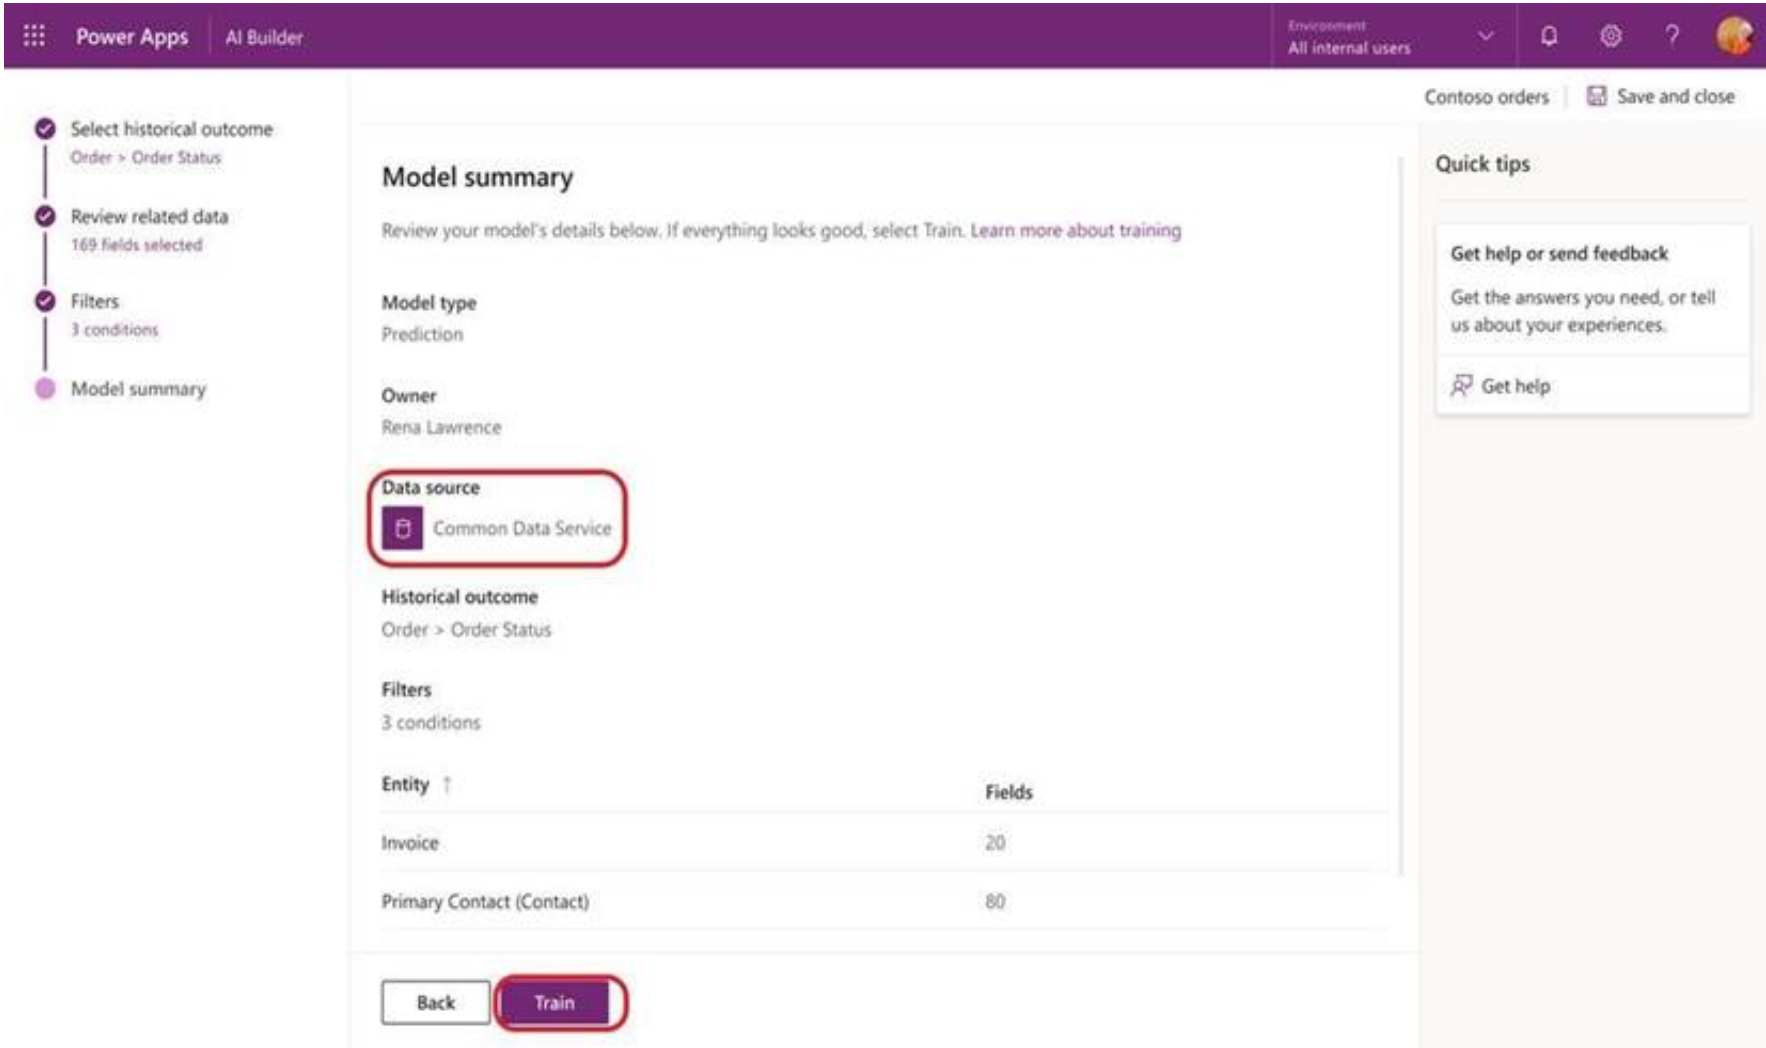 Power Apps
AI Builder
Environment
All internal users
?
Contoso orders
Save and close
Select historical outcome
Order > Order Status
Review related data
169 fields selected
Filters
3 conditions
Model summary
Model summary
Review your model's details below. If everything looks good, select Train. Learn more about training
Model type
Prediction
Owner
Rena Lawrence
Data source
Common Data Service
Historical outcome
Order > Order Status
Filters
3 conditions
Entity ↑
Fields
Invoice
20
Primary Contact (Contact)
80
Back
Train
Quick tips
Get help or send feedback
Get the answers you need, or tell
us about your experiences.
Get help